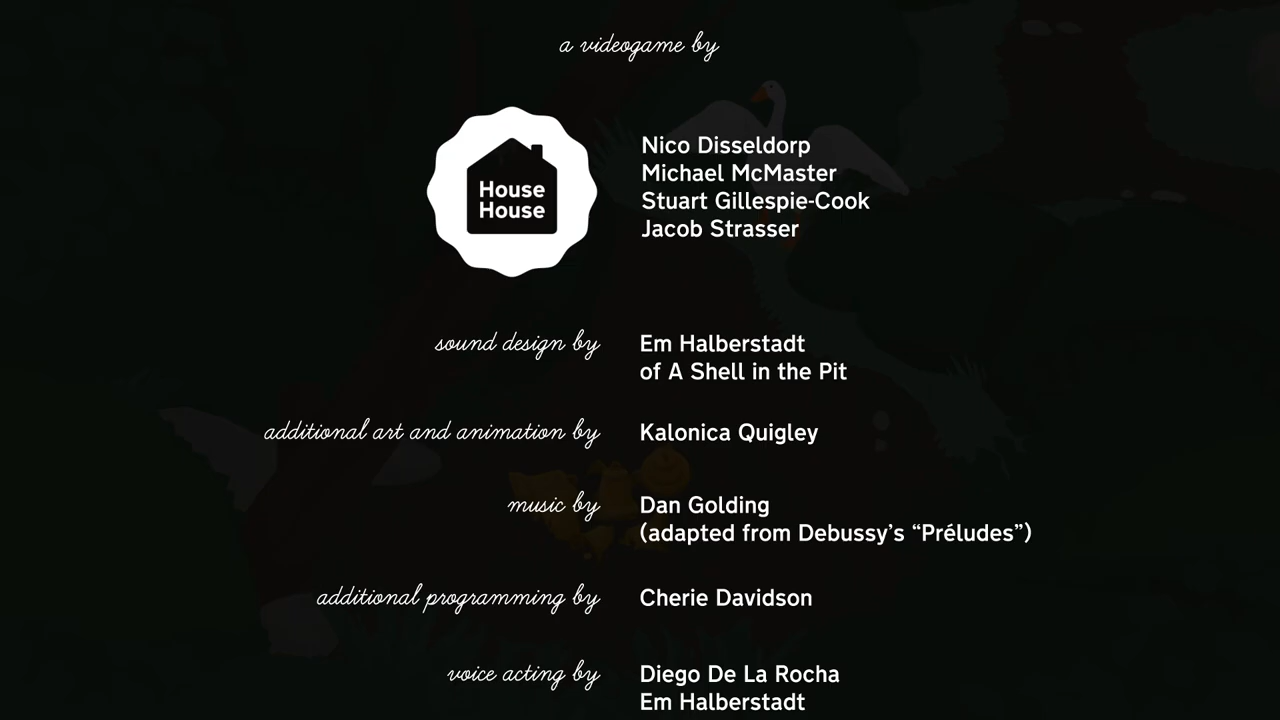 a videogame by
House
House
Nico Disseldorp
Michael McMaster
Stuart Gillespie-Cook
Jacob Strasser
sound design by Em Halberstadt
of A Shell in the Pit
additional art and animation by Kalonica Quigley
music by Dan Golding
(adapted from Debussy's “Préludes”)
additional programming by Cherie Davidson
voice acting by Diego De La Rocha
Em Halberstadt